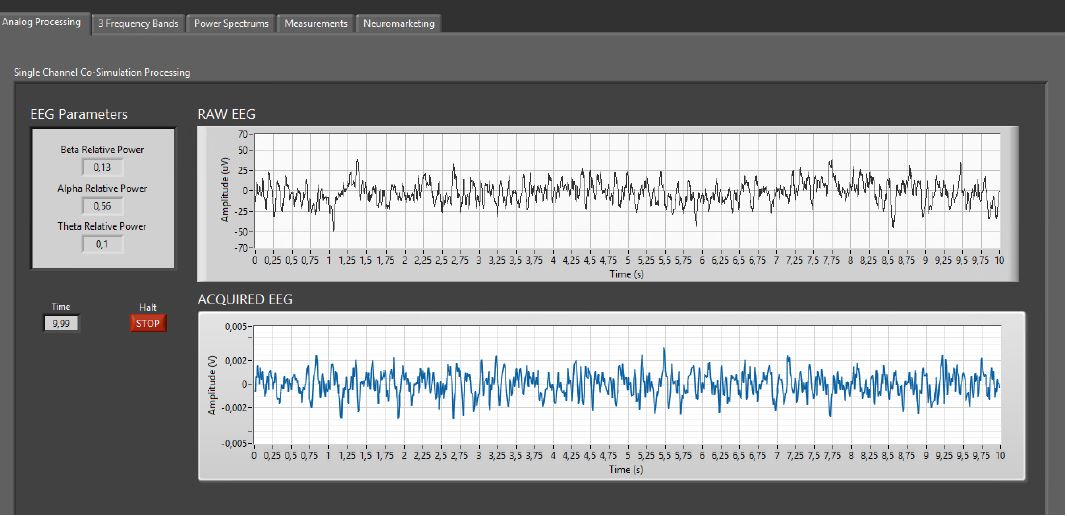 Analog Processing
3 Frequency Bands
Power Spectrums
Measurements
Neuromarketing
Single Channel Co-Simulation Processing
EEG Parameters
Beta Relative Power
0,13
Alpha Relative Power
0,56
Theta Relative Power
0,1
Time
9,99
Halt
STOP
RAW EEG
Amplitude (uV)
70
50
25
0
-25
-50
-70
0 0,25 0,5 0,75 1 1,25 1,5 1,75 2 2,25 2,5 2,75 3 3,25 3,5 3,75 4 4,25 4,5 4,75 5 5,25 5,5 5,75 6 6,25 6,5 6,75 7 7,25 7,5 7,75 8 8,25 8,5 8,75 9 9,25 9,5 9,75 10
Time (s)
ACQUIRED EEG
Amplitude (V)
0,005
0,002
0
-0,002
-0,005
0 0,25 0,5 0,75 1 1,25 1,5 1,75 2 2,25 2,5 2,75 3 3,25 3,5 3,75 4 4,25 4,5 4,75 5 5,25 5,5 5,75 6 6,25 6,5 6,75 7 7,25 7,5 7,75 8 8,25 8,5 8,75 9 9,25 9,5 9,75 10
Time (s)